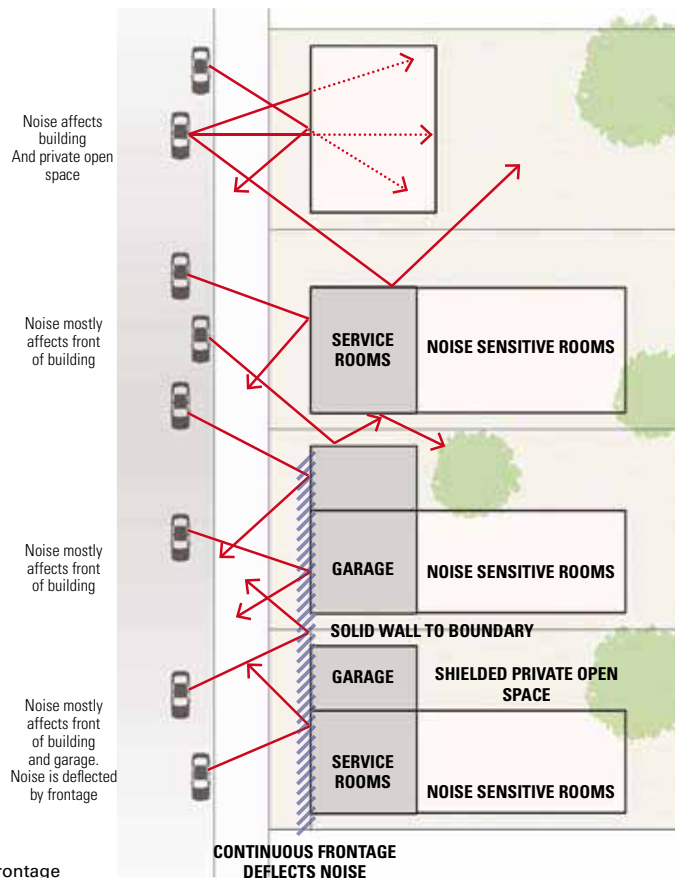 Noise affects
building
And private open
space
Noise mostly
affects front
of building
SERVICE
ROOMS
NOISE SENSITIVE ROOMS
Noise mostly
affects front
of building
GARAGE
NOISE SENSITIVE ROOMS
SOLID WALL TO BOUNDARY
GARAGE
SHIELDED PRIVATE OPEN
SPACE
Noise mostly
affects front
of building
and garage.
Noise is deflected
by frontage
SERVICE
ROOMS
NOISE SENSITIVE ROOMS
CONTINUOUS FRONTAGE
DEFLECTS NOISE
rontage